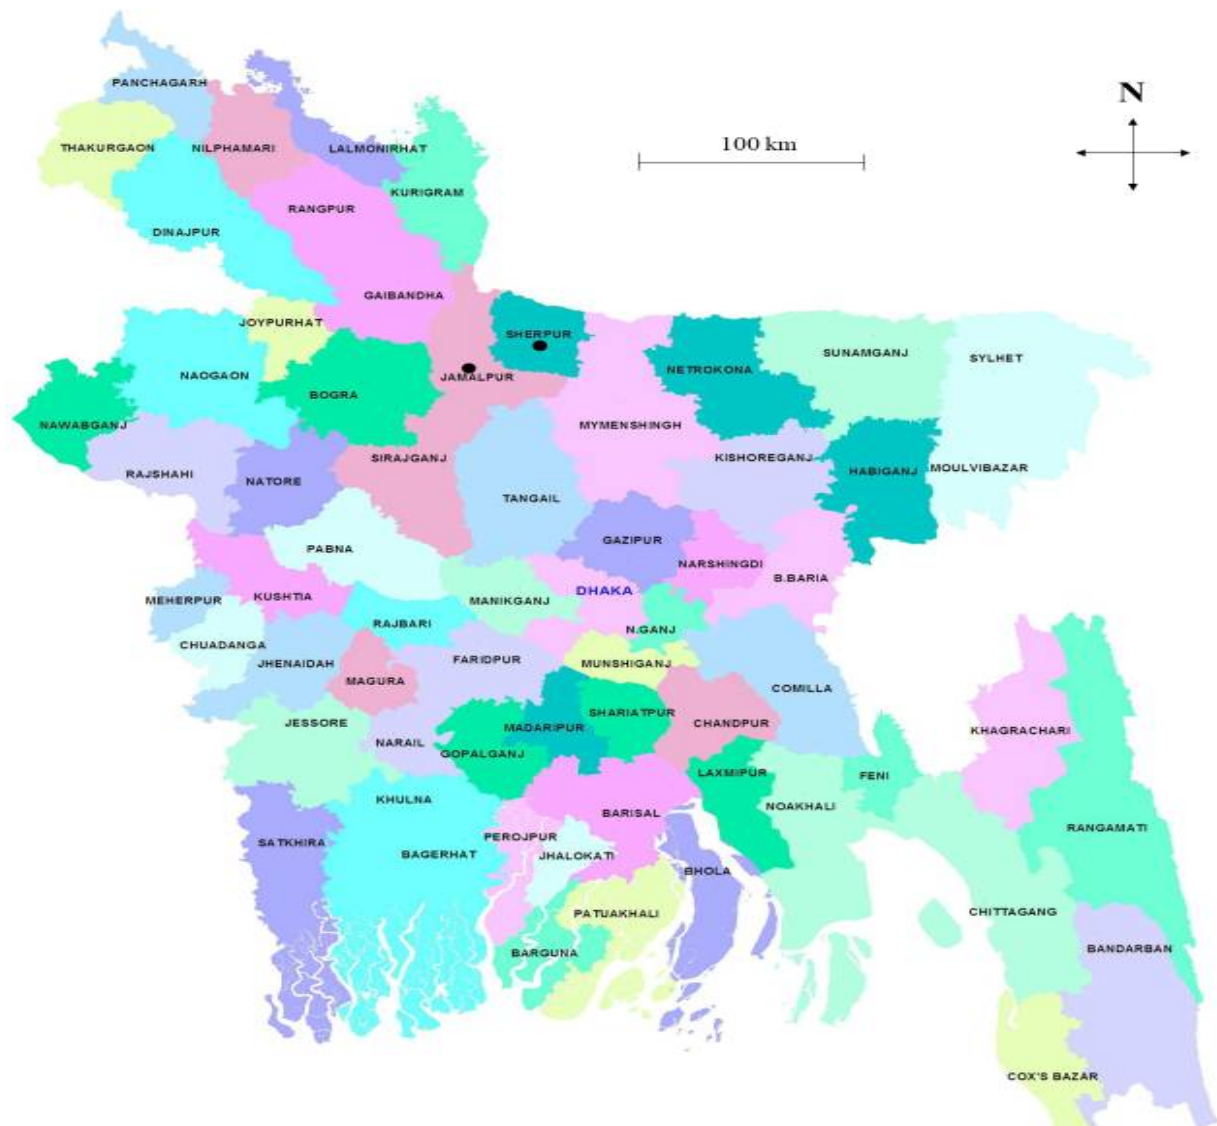 PANCHAGARH
N
THAKURGAON
NILPHAMARI
LALMONIRHAT
100 km
KURIGRAM
RANGPUR
DINAJPUR
GAIBANDHA
JOYPURHAT
SHERPUR
SUNAMGANJ
SYLHET
NAOGAON
BOGRA
JAMALPUR
NETROKONA
NAWABGANJ
MYMENSHINGH
RAJSHAHI
NATORE
SIRAJGANJ
KISHOREGANJ
HABIGANJ
MOULVIBAZAR
TANGAIL
PABNA
GAZIPUR
NARSHINGDI
B.BARIA
MEHERPUR
KUSHTIA
MANIKGANJ
DHAKA
RAJBARI
N.GANJ
CHUADANGA
JHENAIDAH
FARIDPUR
MUNSHIGANJ
MAGURA
COMILLA
JESSORE
NARAIL
MADARIPUR
SHARIATPUR
CHANDPUR
KHAGRACHARI
GOPALGANJ
LAXMIPUR
FENI
KHULNA
BARISAL
NOAKHALI
RANGAMATI
SATKHIRA
BAGERHAT
PEROJPUR
JHALOKATI
BHOLA
PATUAKHALI
CHITTAGANG
BARGUNA
BANDARBAN
COX'S BAZAR